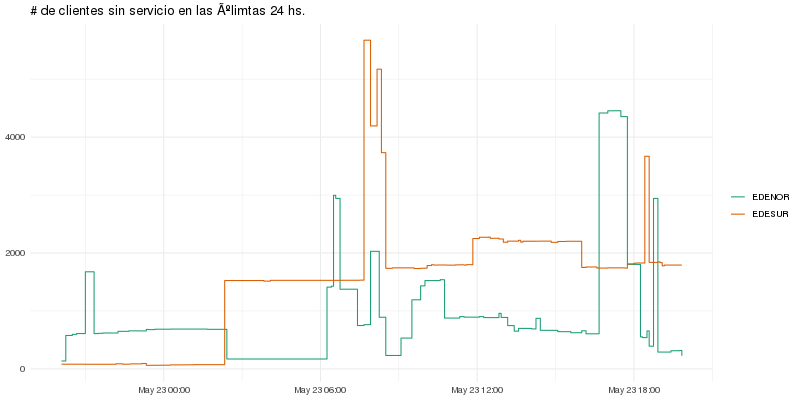 # de clientes sin servicio en las Ãºlimtas 24 hs.
4000
2000
0
May 23 00:00
May 23 06:00
May 23 12:00
May 23 18:00
EDENOR
EDESUR